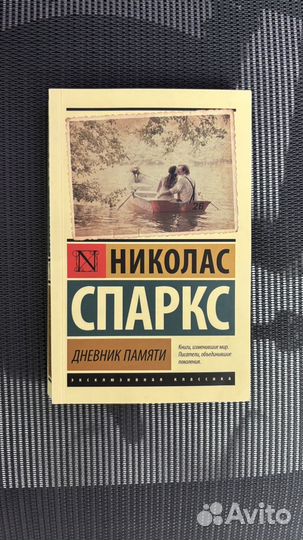 N
НИКОЛАС
СПАРКС
ДНЕВНИК ПАМЯТИ
Книги, изменившие мир.
Писатели, объединившие
поколения.
ЭКСКЛЮЗИВНАЯ КЛАССИКА
Avito